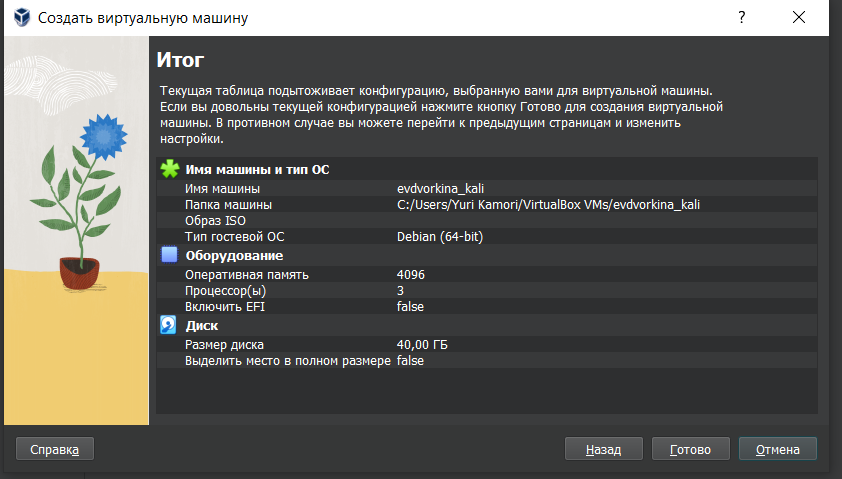 Создать виртуальную машину
?
Итог
Текущая таблица подытоживает конфигурацию, выбранную вами для виртуальной машины.
Если вы довольны текущей конфигурацией нажмите кнопку Готово для создания виртуальной
машины. В противном случае вы можете перейти к предыдущим страницам и изменить
настройки.
Имя машины и тип ОС
Имя машины evdvorkina_kali
Папка машины C:/Users/Yuri Kamori/VirtualBox VMs/evdvorkina_kali
Образ ISO
Тип гостевой ОС Debian (64-bit)
Оборудование
Оперативная память 4096
Процессор(ы) 3
Включить EFI false
Диск
Размер диска 40,00 ГБ
Выделить место в полном размере false
Справка Назад Готово Отмена